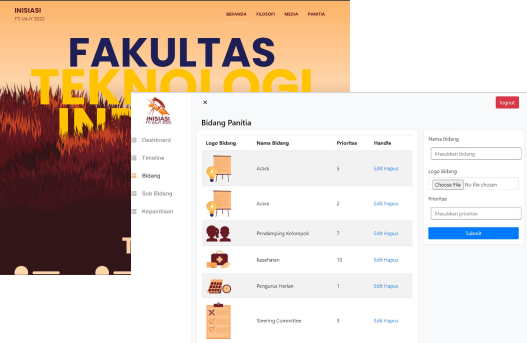 INISIASI
FTI UAJY 2022
BERANDA FILOSOFI MEDIA PANITIA
FAKULTAS
TEKNOLOGI
INISIASI
FTI UAJY 2022
× logout
Dashboard
Timeline
Bidang
Sub Bidang
Kepanitiaan
Bidang Panitia
Logo Bidang Nama Bidang Prioritas Handle
Acara 5 Edit Hapus
Acara 2 Edit Hapus
Pendamping Kelompok 7 Edit Hapus
Kesehatan 10 Edit Hapus
Pengurus Harian 1 Edit Hapus
Steering Committee 3 Edit Hapus
Nama bidang
Masukkan bidang
Logo Bidang
Choose File No file chosen
Prioritas
Masukkan prioritas
Submit